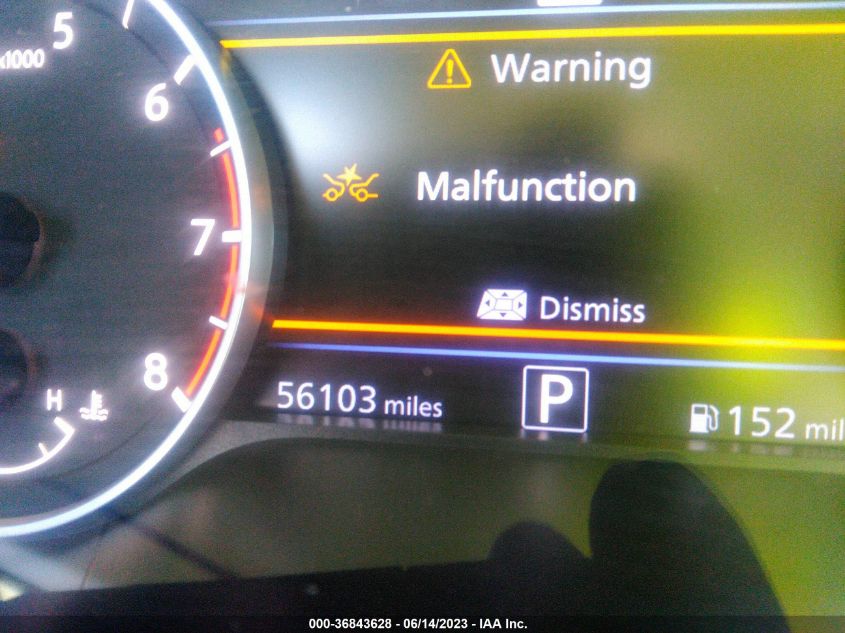 5
x1000
6
7
8
H
Warning
Malfunction
Dismiss
56103 miles
P
152 mil
000-36843628 - 06/14/2023 - IAA Inc.